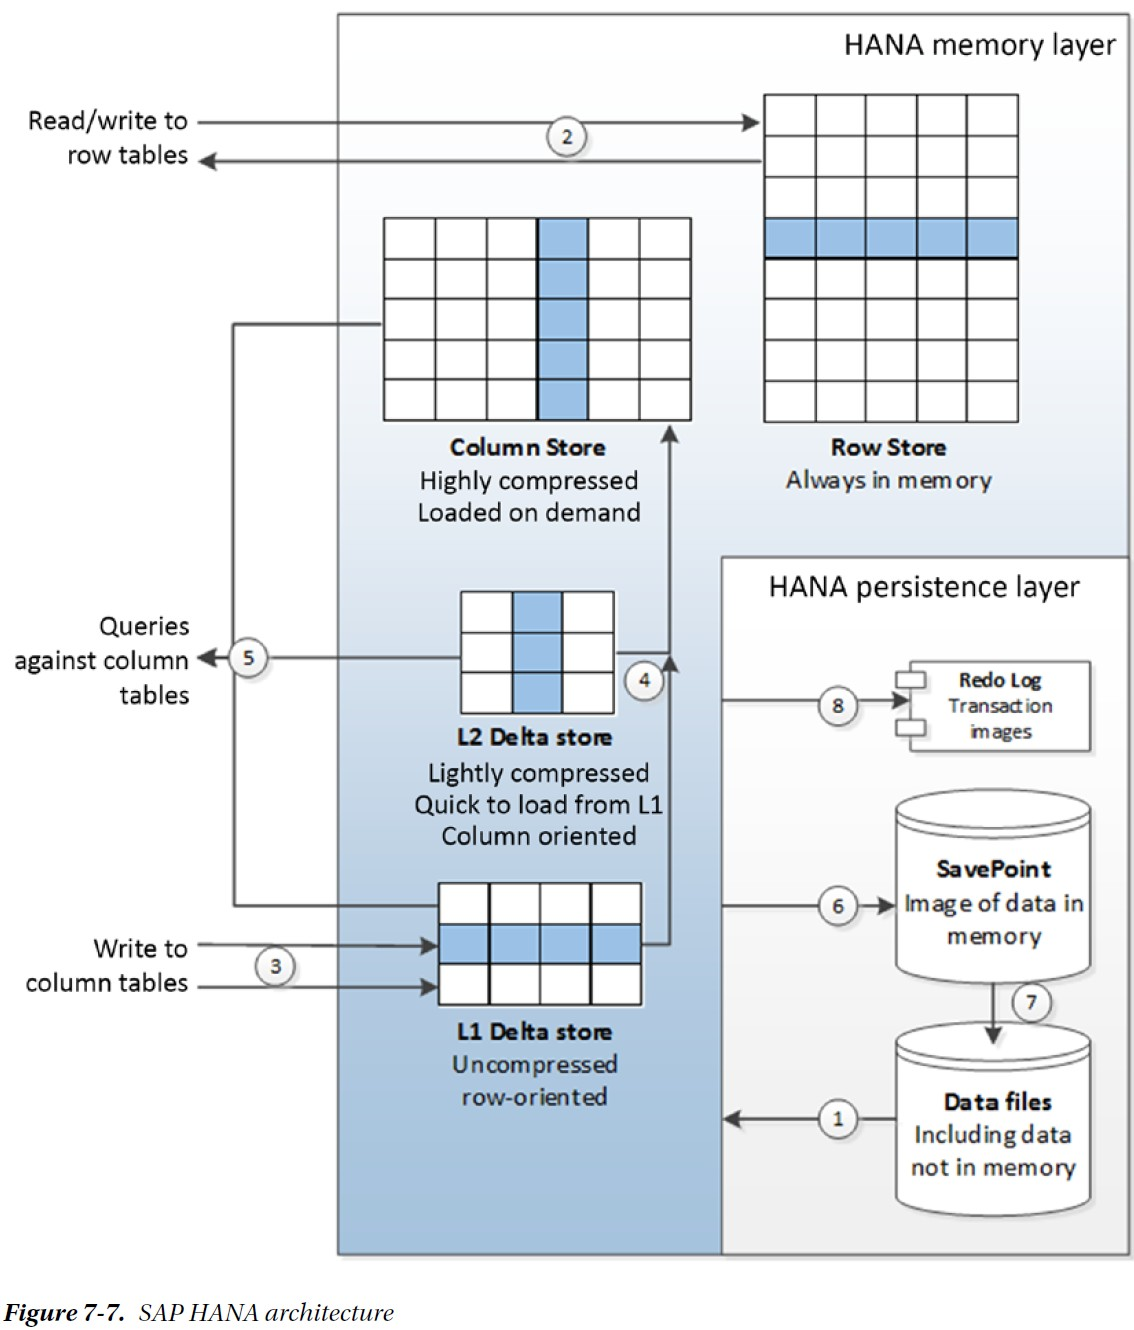 HANA memory layer
Read/write to
row tables
2
Column Store
Highly compressed
Loaded on demand
Row Store
Always in memory
HANA persistence layer
Queries
against column
tables
5
4
L2 Delta store
Lightly compressed
Quick to load from L1
Column oriented
8
Redo Log
Transaction
images
SavePoint
Image of data in
memory
6
7
Write to
column tables
3
L1 Delta store
Uncompressed
row-oriented
1
Data files
Including data
not in memory
Figure 7-7. SAP HANA architecture